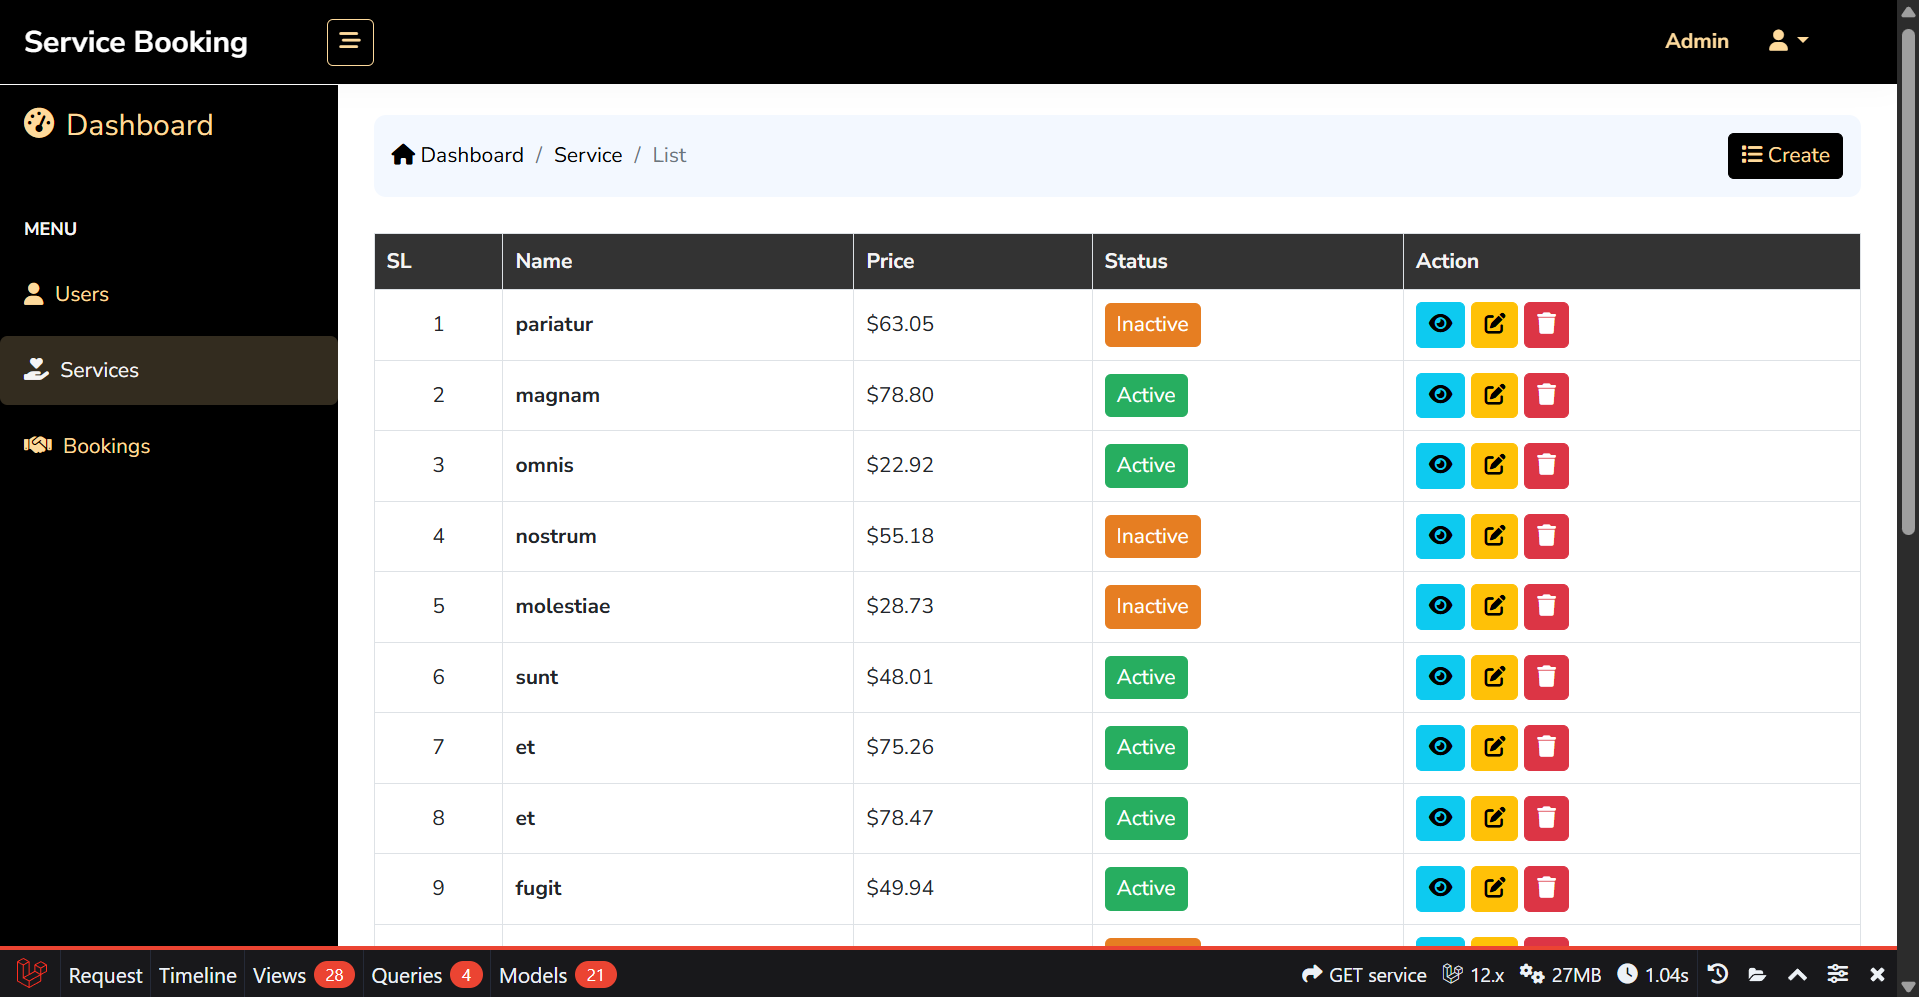 Service Booking
Admin
Dashboard
MENU
Users
Services
Bookings
Dashboard / Service / List
Create
SL Name Price Status Action
1 pariatur $63.05 Inactive
2 magnam $78.80 Active
3 omnis $22.92 Active
4 nostrum $55.18 Inactive
5 molestiae $28.73 Inactive
6 sunt $48.01 Active
7 et $75.26 Active
8 et $78.47 Active
9 fugit $49.94 Active
Request Timeline Views 28 Queries 4 Models 21 GET service 12.x 27MB 1.04s